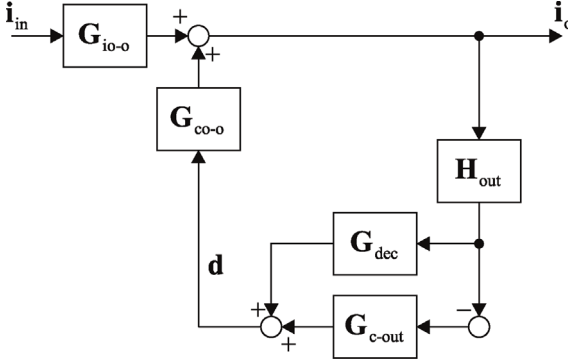 i_in
G_io-o
+
+
i_o
G_co-o
H_out
G_dec
d
+
+
G_c-out
−